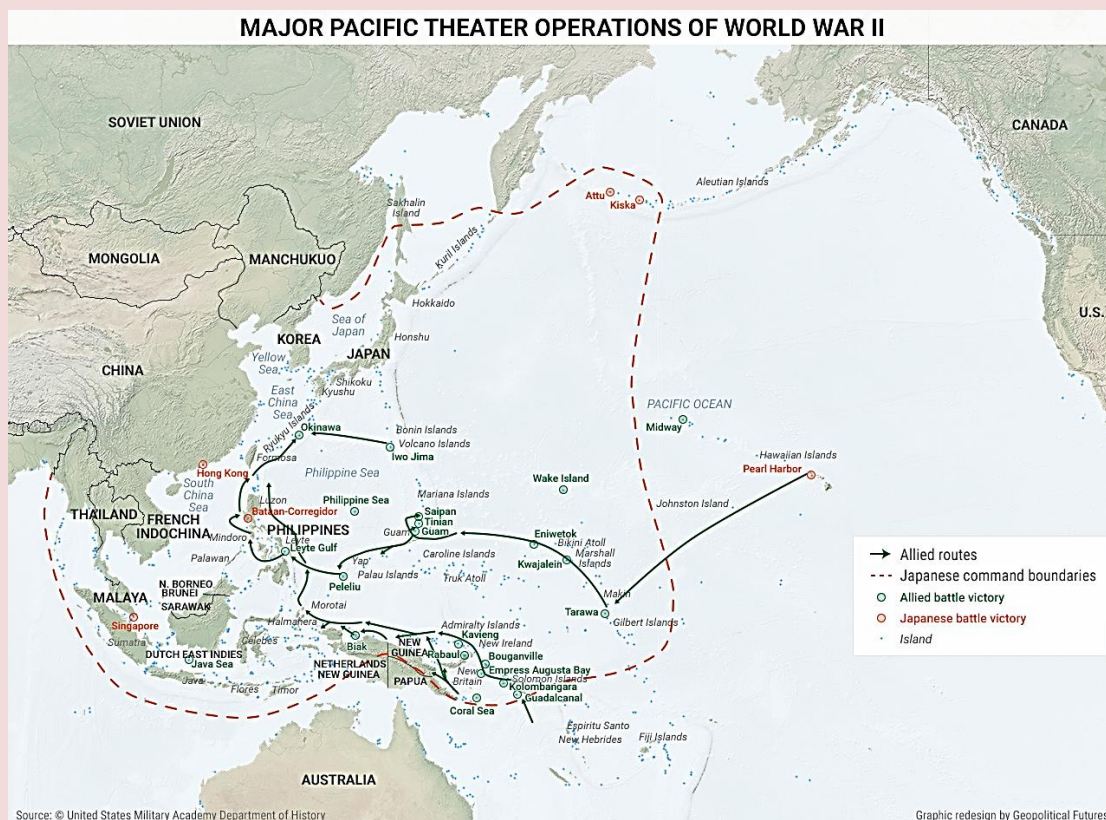 MAJOR PACIFIC THEATER OPERATIONS OF WORLD WAR II
SOVIET UNION
CANADA
Aleutian Islands
Attu
Kiska
Sakhalin
Island
Kuril Islands
MONGOLIA
MANCHUKUO
Hokkaido
U.S.
Sea of
Japan
KOREA
Honshu
JAPAN
Yellow
Sea
CHINA
Shikoku
Kyushu
East
China
Sea
PACIFIC OCEAN
Midway
Ryukyu Islands
Okinawa
Bonin Islands
Volcano Islands
Iwo Jima
Formosa
Hawaiian Islands
Pearl Harbor
Hong Kong
Philippine Sea
South
China
Sea
Wake Island
Mariana Islands
Luzon
Philippine Sea
Johnston Island
THAILAND
Bataan-Corregidor
Saipan
Tinian
Guam
Guam
FRENCH
INDOCHINA
PHILIPPINES
Mindoro
Leyte
Leyte Gulf
Eniwetok
Bikini Atoll
Marshall
Islands
Kwajalein
Palawan
Caroline Islands
Yap
Palau Islands
Truk Atoll
Peleliu
N. BORNEO
BRUNEI
SARAWAK
MALAYA
Makin
Tarawa
Gilbert Islands
Morotai
Singapore
Halmahera
Admiralty Islands
Kavieng
New Ireland
Sumatra
Celebes
Biak
NEW
GUINEA
Rabaul
Bouganville
DUTCH EAST INDIES
Java Sea
NETHERLANDS
NEW GUINEA
PAPUA
New
Britain
Empress Augusta Bay
Solomon Islands
Kolombangara
Guadalcanal
Java
Flores
Timor
Coral Sea
Espiritu Santo
New Hebrides
Fiji Islands
AUSTRALIA
Allied routes
Japanese command boundaries
Allied battle victory
Japanese battle victory
Island
Source: © United States Military Academy Department of History
Graphic redesign by Geopolitical Futures